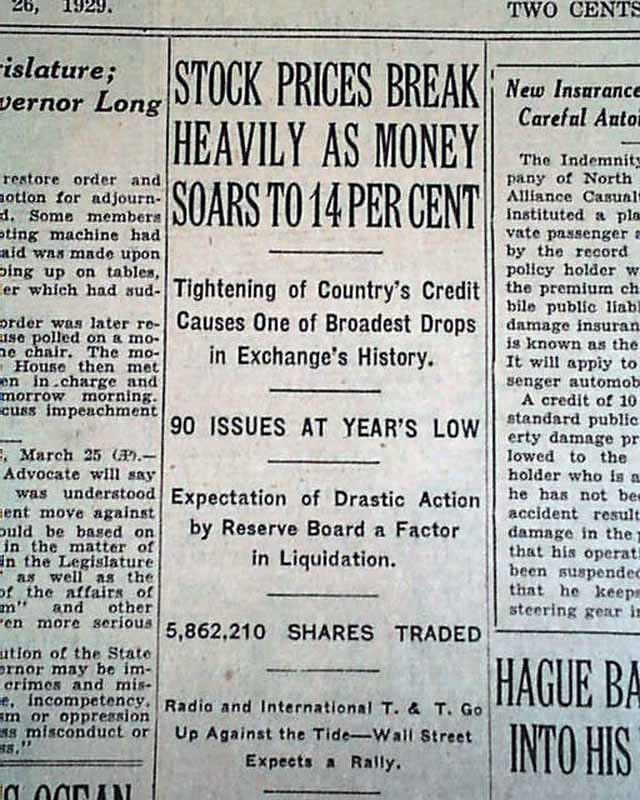 26, 1929.
TWO CENTS
islature;
vernor Long
restore order and
motion for adjourn-
d. Some members
oting machine had
aid was made upon
oing up on tables,
er which had sud-
order was later re-
use polled on a mo-
he chair. The mo-
House then met
en in charge and
morrow morning.
cuss impeachment
E, March 25 (AP).—
Advocate will say
was understood
ent move against
ould be based on
in the matter of
in the Legislature
as well as the
of the affairs of
m" and other
en more serious
ution of the State
ernor may be im-
crimes and mis-
e, incompetency,
sm or oppression
ss misconduct or
ss."
'S OCEAN
STOCK PRICES BREAK
HEAVILY AS MONEY
SOARS TO 14 PER CENT
Tightening of Country's Credit
Causes One of Broadest Drops
in Exchange's History.
90 ISSUES AT YEAR'S LOW
Expectation of Drastic Action
by Reserve Board a Factor
in Liquidation.
5,862,210 SHARES TRADED
Radio and International T. & T. Go
Up Against the Tide—Wall Street
Expects a Rally.
New Insurance
Careful Autoi
The Indemnity
pany of North
Alliance Casualt
instituted a pla
vate passenger a
by the record
policy holder w
the premium ch
bile public liabi
damage insuran
is known as the
It will apply to
senger automob
A credit of 10
standard public
erty damage pr
lowed to the
holder who is a
he has not bee
accident result
damage in the p
that his operati
been suspended
that he keeps
steering gear in
HAGUE BA
INTO HIS